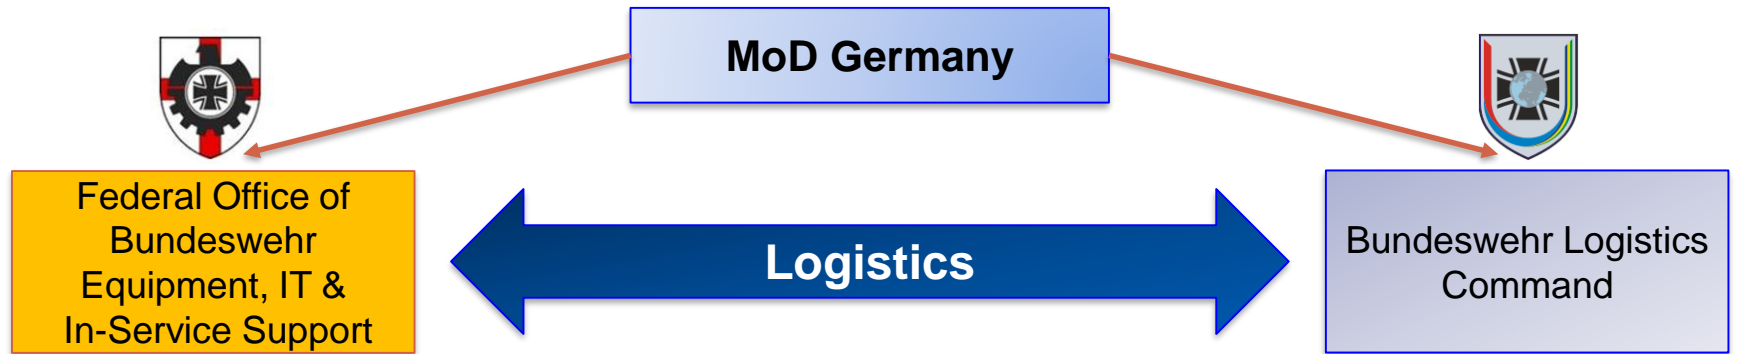 MoD Germany
Federal Office of
Bundeswehr
Equipment, IT &
In-Service Support
Logistics
Bundeswehr Logistics
Command